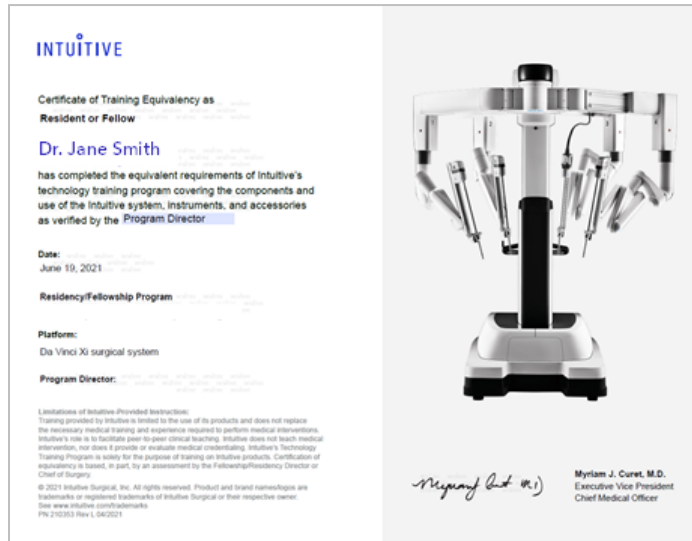 INTUITIVE
Certificate of Training Equivalency as
Resident or Fellow
Dr. Jane Smith
has completed the equivalent requirements of Intuitive's
technology training program covering the components and
use of the Intuitive system, instruments, and accessories
as verified by the Program Director
Date:
June 19, 2021
Residency/Fellowship Program
Platform:
Da Vinci Xi surgical system
Program Director:
Limitations of Intuitive-Provided Instruction:
Training provided by Intuitive is limited to the use of its products and does not replace
the necessary medical training and experience required to perform medical interventions.
Intuitive's role is to facilitate peer-to-peer clinical teaching. Intuitive does not teach medical
intervention, nor does it provide or evaluate medical credentialing. Intuitive's Technology
Training Program is solely for the purpose of training on Intuitive products. Certification of
equivalency is based, in part, by an assessment by the Fellowship/Residency Director or
Chief of Surgery.
© 2021 Intuitive Surgical, Inc. All rights reserved. Product and brand names/logos are
trademarks or registered trademarks of Intuitive Surgical or their respective owner.
See www.intuitive.com/trademarks
PN 210353 Rev L 04/2021
Myriam J. Curet, M.D.
Executive Vice President
Chief Medical Officer